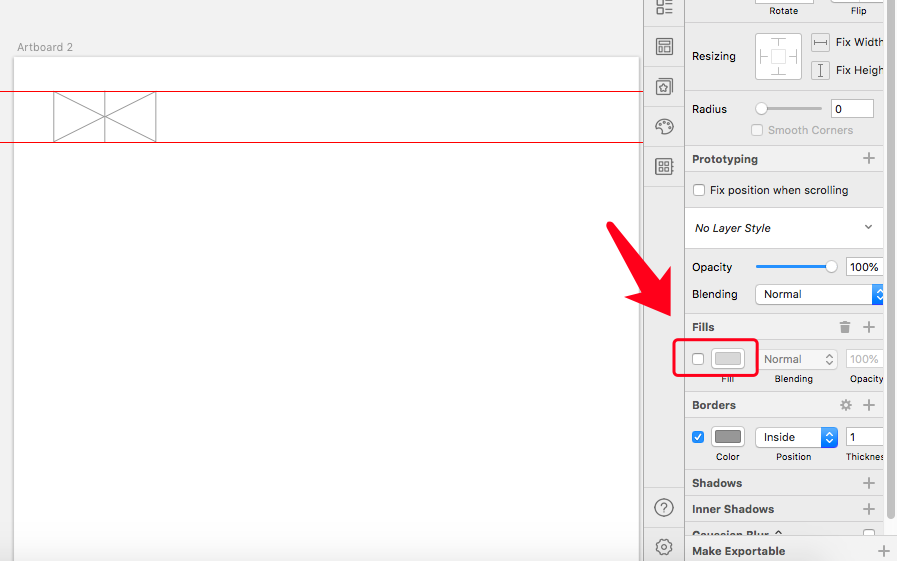 Rotate Flip
Artboard 2
Resizing
Fix Width
Fix Heigh
Radius 0
Smooth Corners
Prototyping
Fix position when scrolling
No Layer Style
Opacity 100%
Blending Normal
Fills
Normal 100%
Fill Blending Opacity
Borders
Inside 1
Color Position Thicknes
Shadows
Inner Shadows
Gaussian Blur
Make Exportable